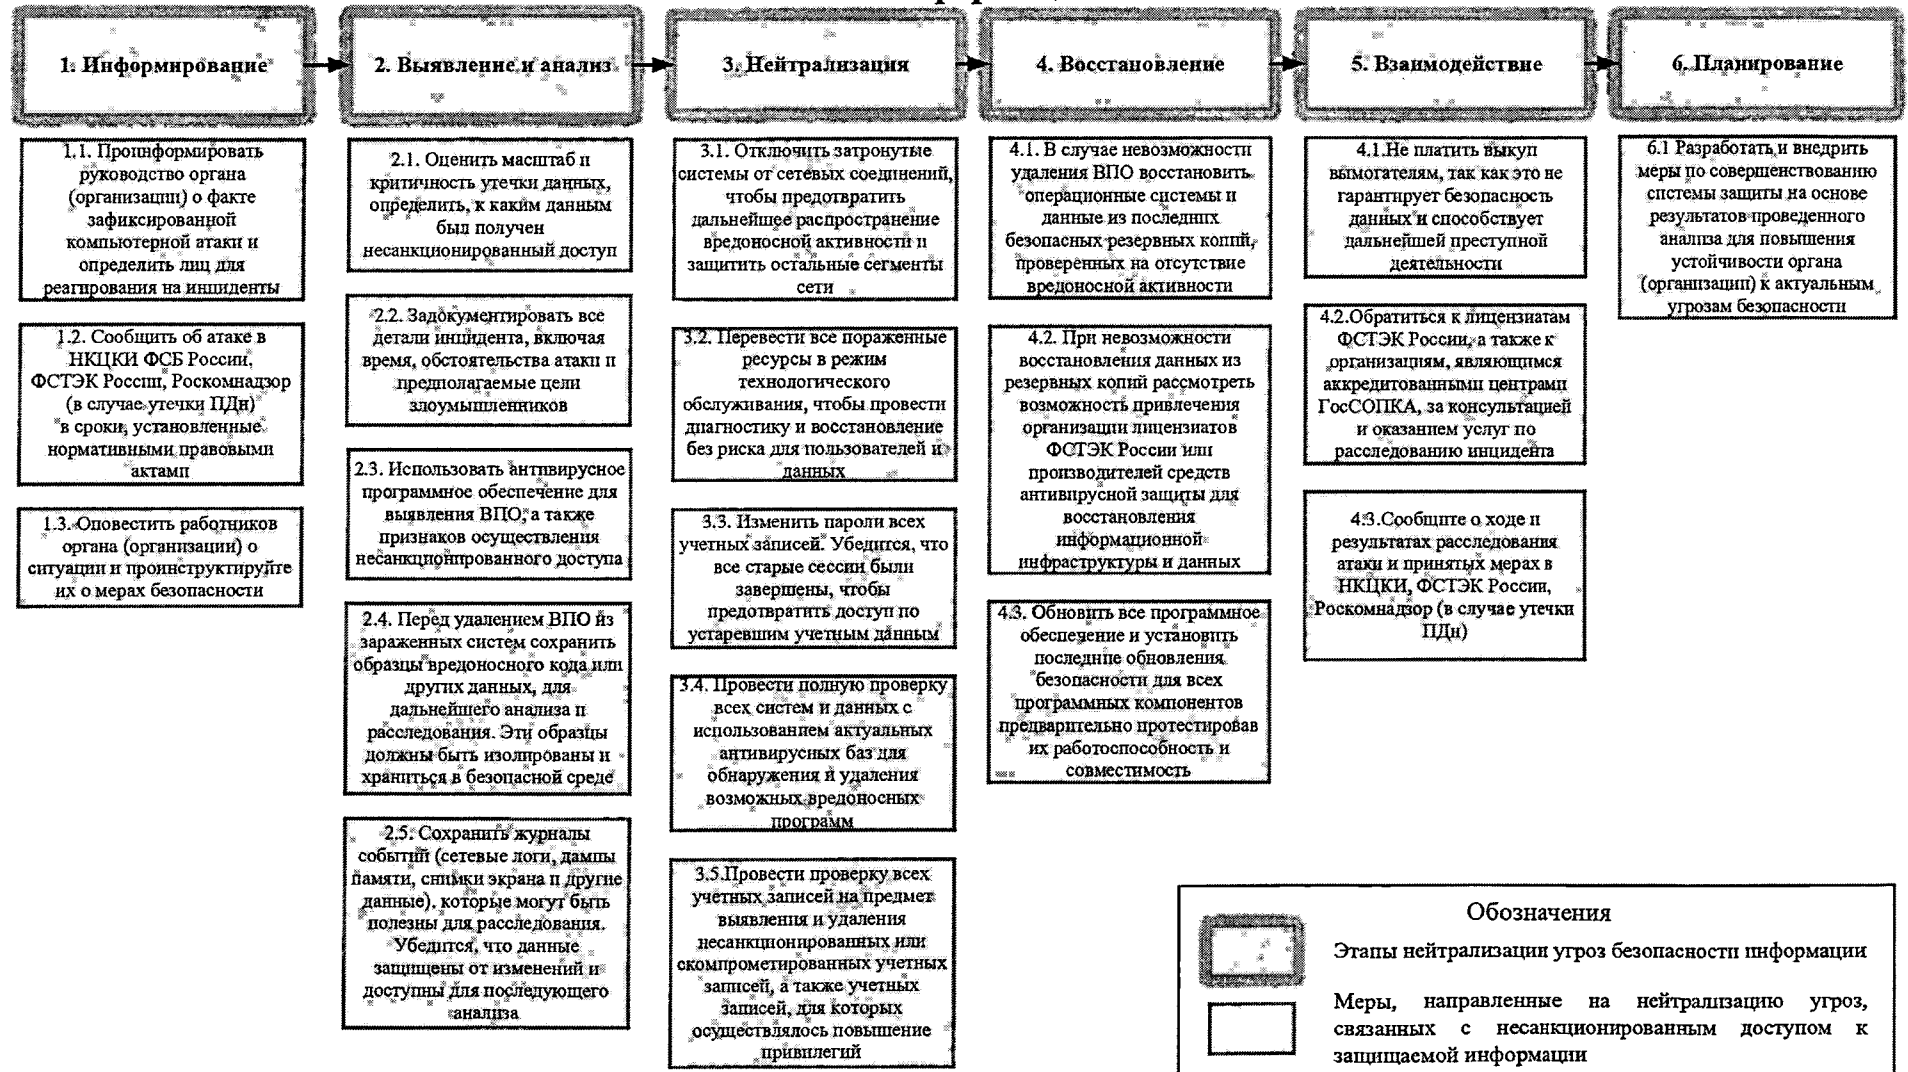 1. Информирование
2. Выявление и анализ
3. Нейтрализация
4. Восстановление
5. Взаимодействие
6. Планирование
1.1. Проинформировать
руководство органа
(организации) о факте
зафиксированной
компьютерной атаки и
определить лиц для
реагирования на инциденты
1.2. Сообщить об атаке в
НКЦКИ ФСБ России,
ФСТЭК России, Роскомнадзор
(в случае утечки ПДн)
в сроки, установленные
нормативными правовыми
актами
1.3. Оповестить работников
органа (организации) о
ситуации и проинструктируйте
их о мерах безопасности
2.1. Оценить масштаб и
критичность утечки данных,
определить, к каким данным
был получен
несанкционированный доступ
2.2. Задокументировать все
детали инцидента, включая
время, обстоятельства атаки и
предполагаемые цели
злоумышленников
2.3. Использовать антивирусное
программное обеспечение для
выявления ВПО, а также
признаков осуществления
несанкционированного доступа
2.4. Перед удалением ВПО из
зараженных систем сохранить
образцы вредоносного кода или
других данных, для
дальнейшего анализа и
расследования. Эти образцы
должны быть изолированы и
храниться в безопасной среде
2.5. Сохранить журналы
событий (сетевые логи, дампы
памяти, снимки экрана и другие
данные), которые могут быть
полезны для расследования.
Убедится, что данные
защищены от изменений и
доступны для последующего
анализа
3.1. Отключить затронутые
системы от сетевых соединений,
чтобы предотвратить
дальнейшее распространение
вредоносной активности и
защитить остальные сегменты
сети
3.2. Перевести все пораженные
ресурсы в режим
технологического
обслуживания, чтобы провести
диагностику и восстановление
без риска для пользователей и
данных
3.3. Изменить пароли всех
учетных записей. Убедится, что
все старые сессии были
завершены, чтобы
предотвратить доступ по
устаревшим учетным данным
3.4. Провести полную проверку
всех систем и данных с
использованием актуальных
антивирусных баз для
обнаружения и удаления
возможных вредоносных
программ
3.5.Провести проверку всех
учетных записей на предмет
выявления и удаления
несанкционированных или
скомпрометированных учетных
записей, а также учетных
записей, для которых
осуществлялось повышение
привилегий
4.1. В случае невозможности
удаления ВПО восстановить
операционные системы и
данные из последних
безопасных резервных копий,
проверенных на отсутствие
вредоносной активности
4.2. При невозможности
восстановления данных из
резервных копий рассмотреть
возможность привлечения
организации лицензиатов
ФСТЭК России или
производителей средств
антивирусной защиты для
восстановления
информационной
инфраструктуры и данных
4.3. Обновить все программное
обеспечение и установить
последние обновления
безопасности для всех
программных компонентов
предварительно протестировав
их работоспособность и
совместимость
4.1.Не платить выкуп
вымогателям, так как это не
гарантирует безопасность
данных и способствует
дальнейшей преступной
деятельности
4.2.Обратиться к лицензиатам
ФСТЭК России, а также к
организациям, являющимся
аккредитованными центрами
ГосСОПКА, за консультацией
и оказанием услуг по
расследованию инцидента
4.3.Сообщите о ходе и
результатах расследования
атаки и принятых мерах в
НКЦКИ, ФСТЭК России,
Роскомнадзор (в случае утечки
ПДн)
6.1 Разработать и внедрить
меры по совершенствованию
системы защиты на основе
результатов проведенного
анализа для повышения
устойчивости органа
(организации) к актуальным
угрозам безопасности
Обозначения
Этапы нейтрализации угроз безопасности информации
Меры, направленные на нейтрализацию угроз,
связанных с несанкционированным доступом к
защищаемой информации